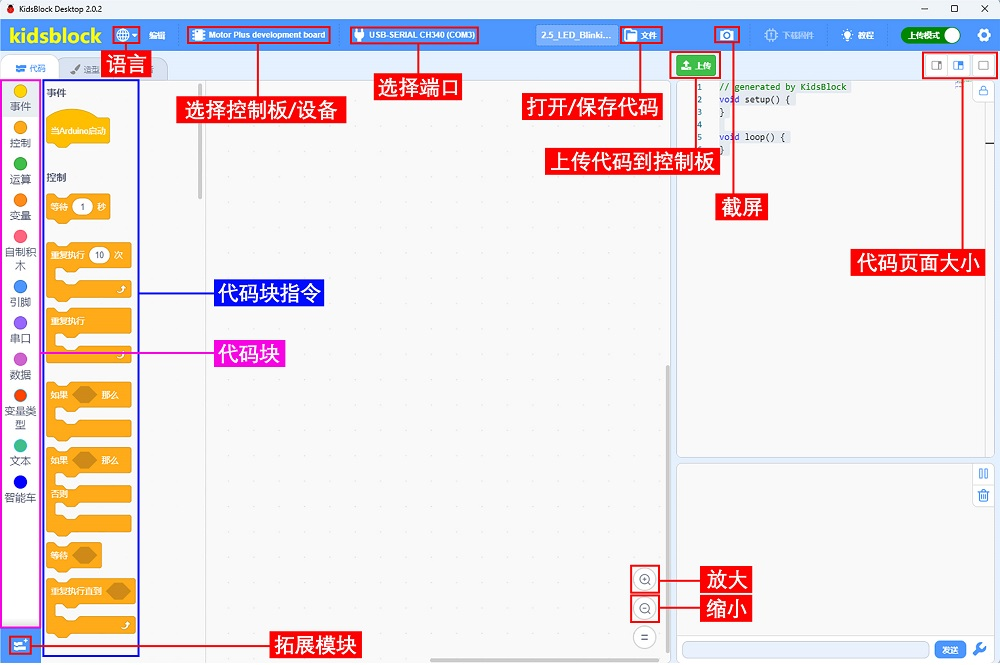 KidsBlock Desktop 2.0.2
kidsblock
编辑
Motor Plus development board
USB-SERIAL CH340 (COM3)
2.5_LED_Blinki...
文件
下载固件
教程
上传模式
语言
选择控制板/设备
选择端口
打开/保存代码
代码
造型
上传
上传代码到控制板
截屏
代码页面大小
1 // generated by KidsBlock
2 void setup() {
3 }
4
5 void loop() {
6 }
事件
控制
运算
变量
自制积
木
引脚
串口
数据
变量类
型
文本
智能车
事件
当Arduino启动
控制
等待 1 秒
重复执行 10 次
重复执行
如果 那么
如果 那么
否则
等待
重复执行直到
代码块指令
代码块
放大
缩小
拓展模块
发送